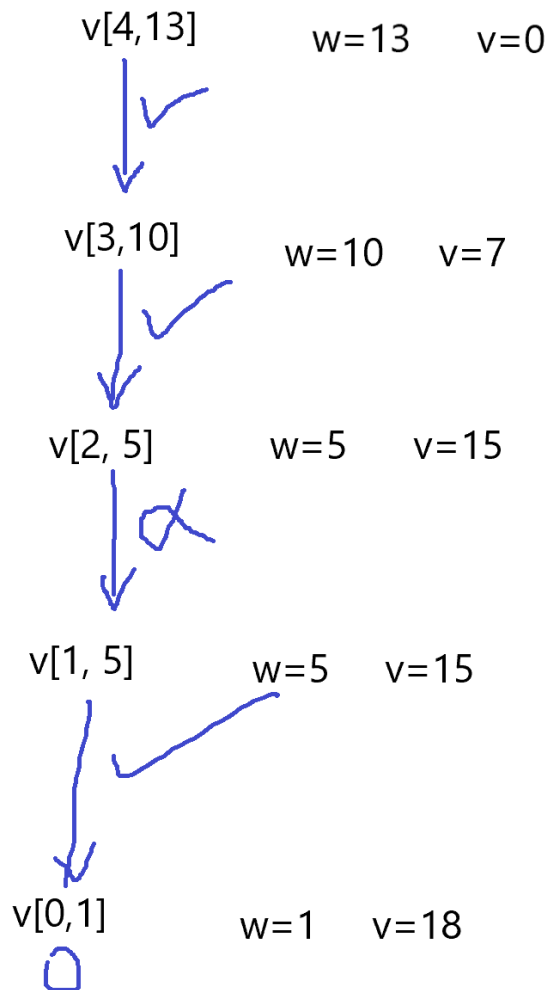 v[4,13] w=13 v=0
v[3,10] w=10 v=7
v[2, 5] w=5 v=15
v[1, 5] w=5 v=15
v[0,1] w=1 v=18